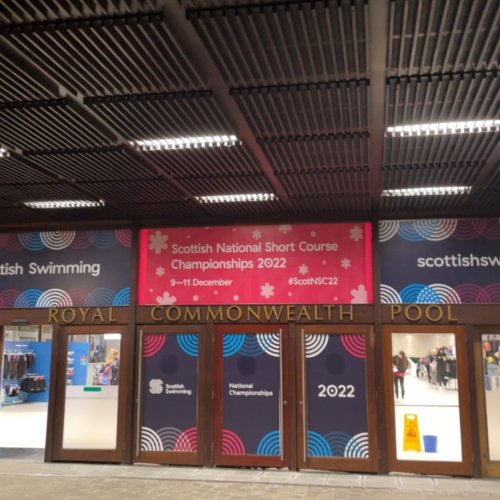 tish Swimming
Scottish National Short Course
Championships 2022
9–11 December
#ScotNSC22
scottishsw
ROYAL COMMONWEALTH POOL
Scottish
Swimming
National
Championships
2022